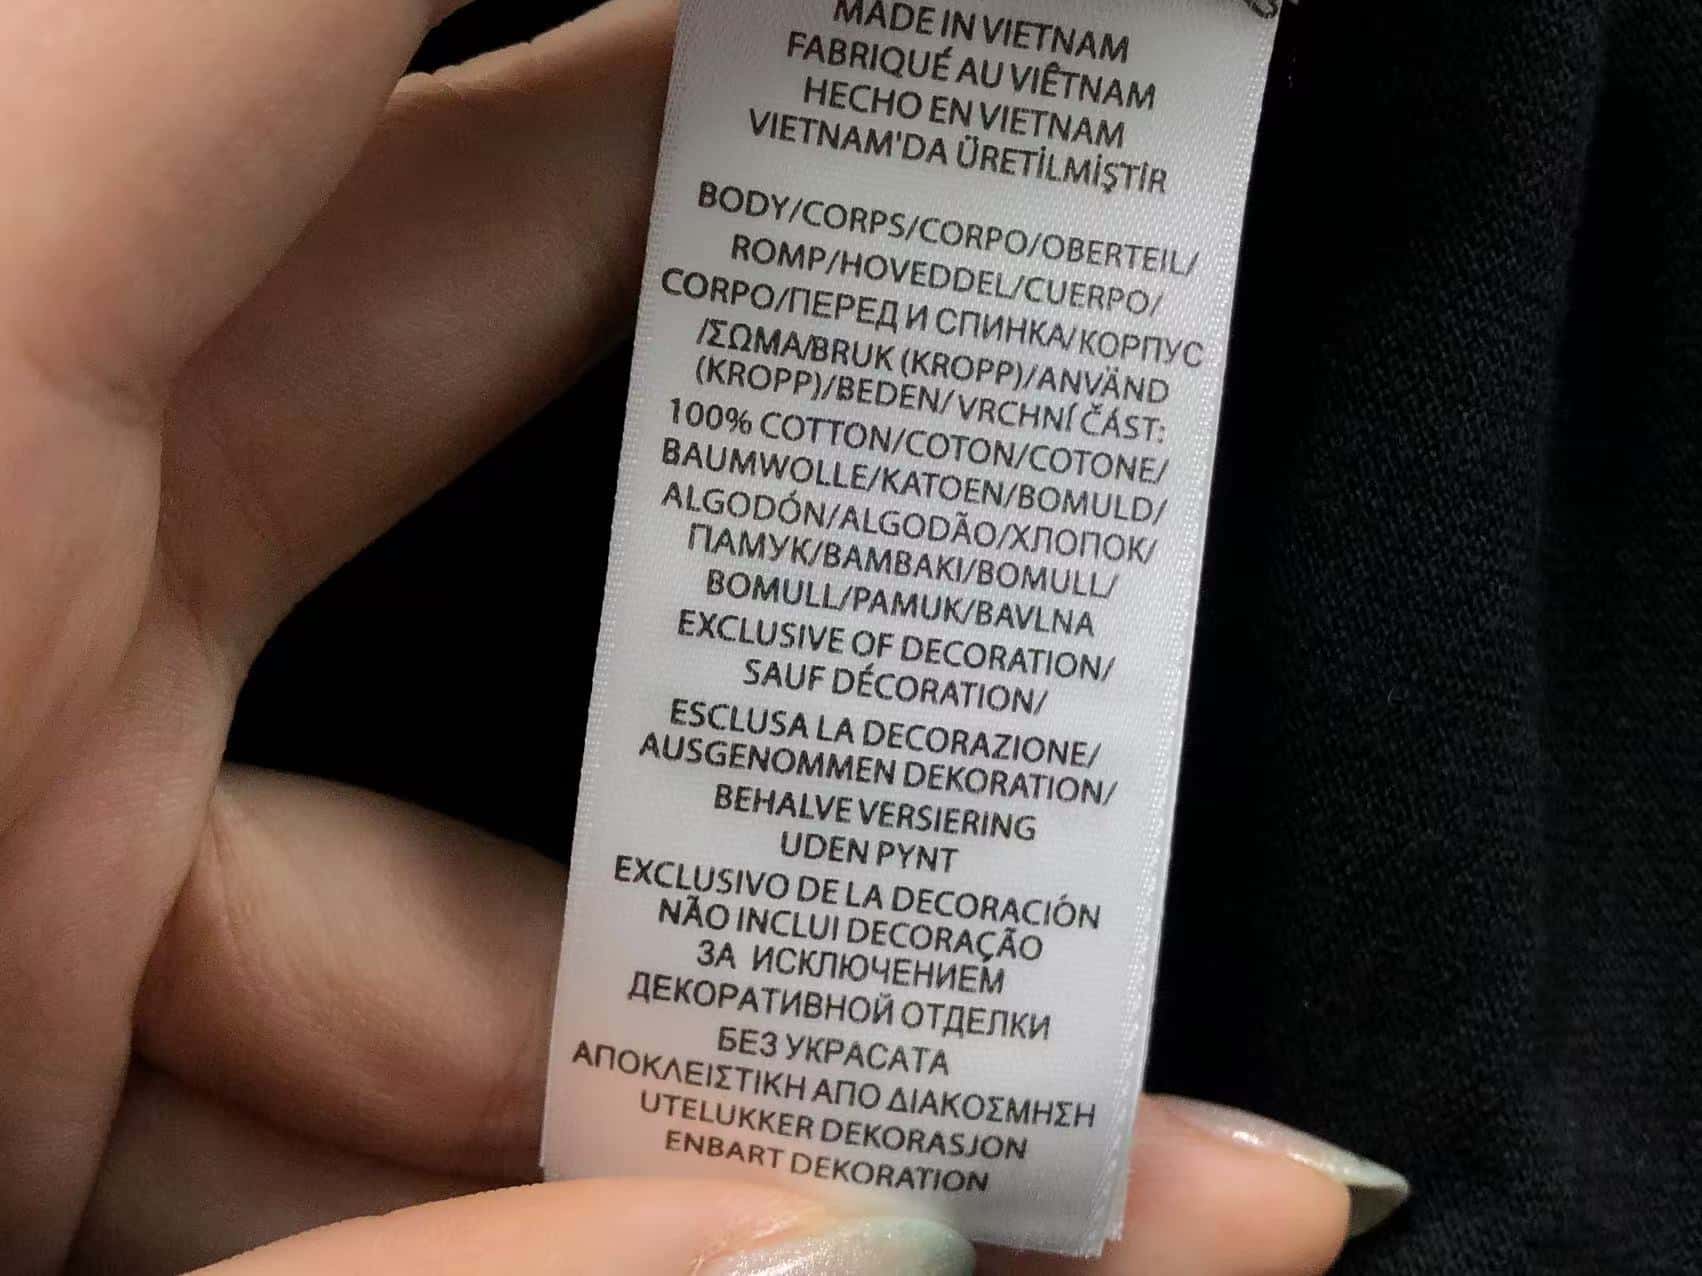 MADE IN VIETNAM
FABRIQUÉ AU VIÊTNAM
HECHO EN VIETNAM
VIETNAM'DA ÜRETİLMİŞTİR
BODY/CORPS/CORPO/OBERTEIL/
ROMP/HOVEDDEL/CUERPO/
CORPO/ПЕРЕД И СПИНКА/КОРПУС
/ΣΩΜΑ/BRUK (KROPP)/ANVÄND
(KROPP)/BEDEN/VRCHNÍ ČÁST:
100% COTTON/COTON/COTONE/
BAUMWOLLE/KATOEN/BOMULD/
ALGODÓN/ALGODÃO/ХЛОПОК/
ПАМУК/BAMBAKI/BOMULL/
BOMULL/PAMUK/BAVLNA
EXCLUSIVE OF DECORATION/
SAUF DÉCORATION/
ESCLUSA LA DECORAZIONE/
AUSGENOMMEN DEKORATION/
BEHALVE VERSIERING
UDEN PYNT
EXCLUSIVO DE LA DECORACIÓN
NÃO INCLUI DECORAÇÃO
ЗА ИСКЛЮЧЕНИЕМ
ДЕКОРАТИВНОЙ ОТДЕЛКИ
БЕЗ УКРАСАТА
ΑΠΟΚΛΕΙΣΤΙΚΗ ΑΠΟ ΔΙΑΚΟΣΜΗΣΗ
UTELUKKER DEKORASJON
ENBART DEKORATION